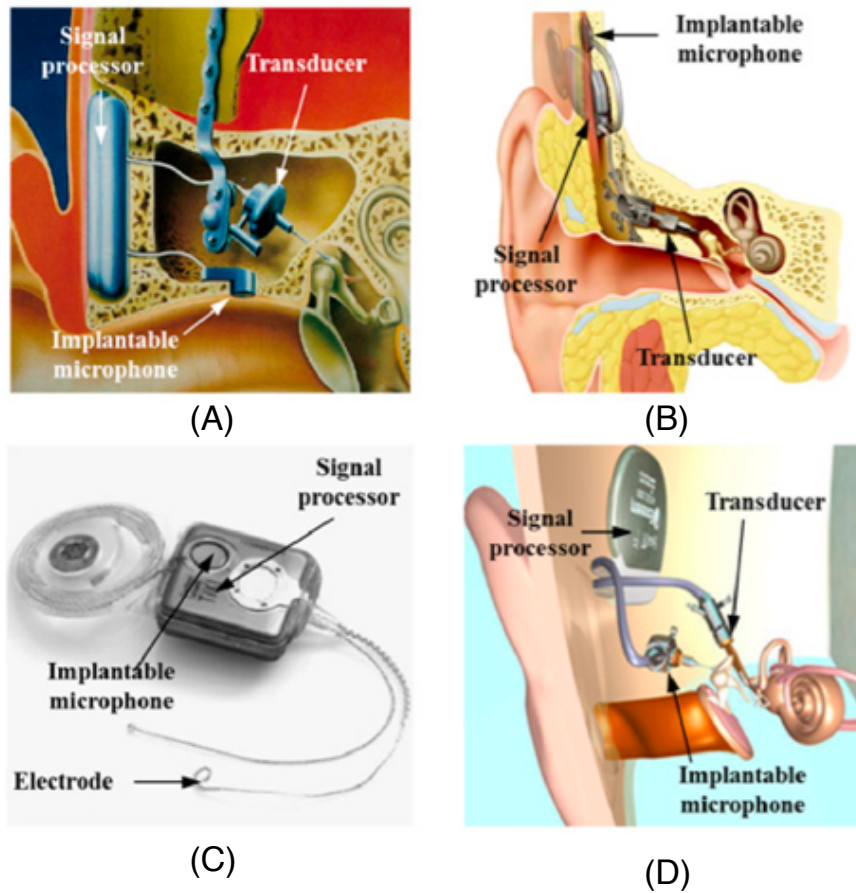 Signal
processor
Transducer
Implantable
microphone
(A)
Implantable
microphone
Signal
processor
Transducer
(B)
Signal
processor
Implantable
microphone
Electrode
(C)
Transducer
Signal
processor
Implantable
microphone
(D)